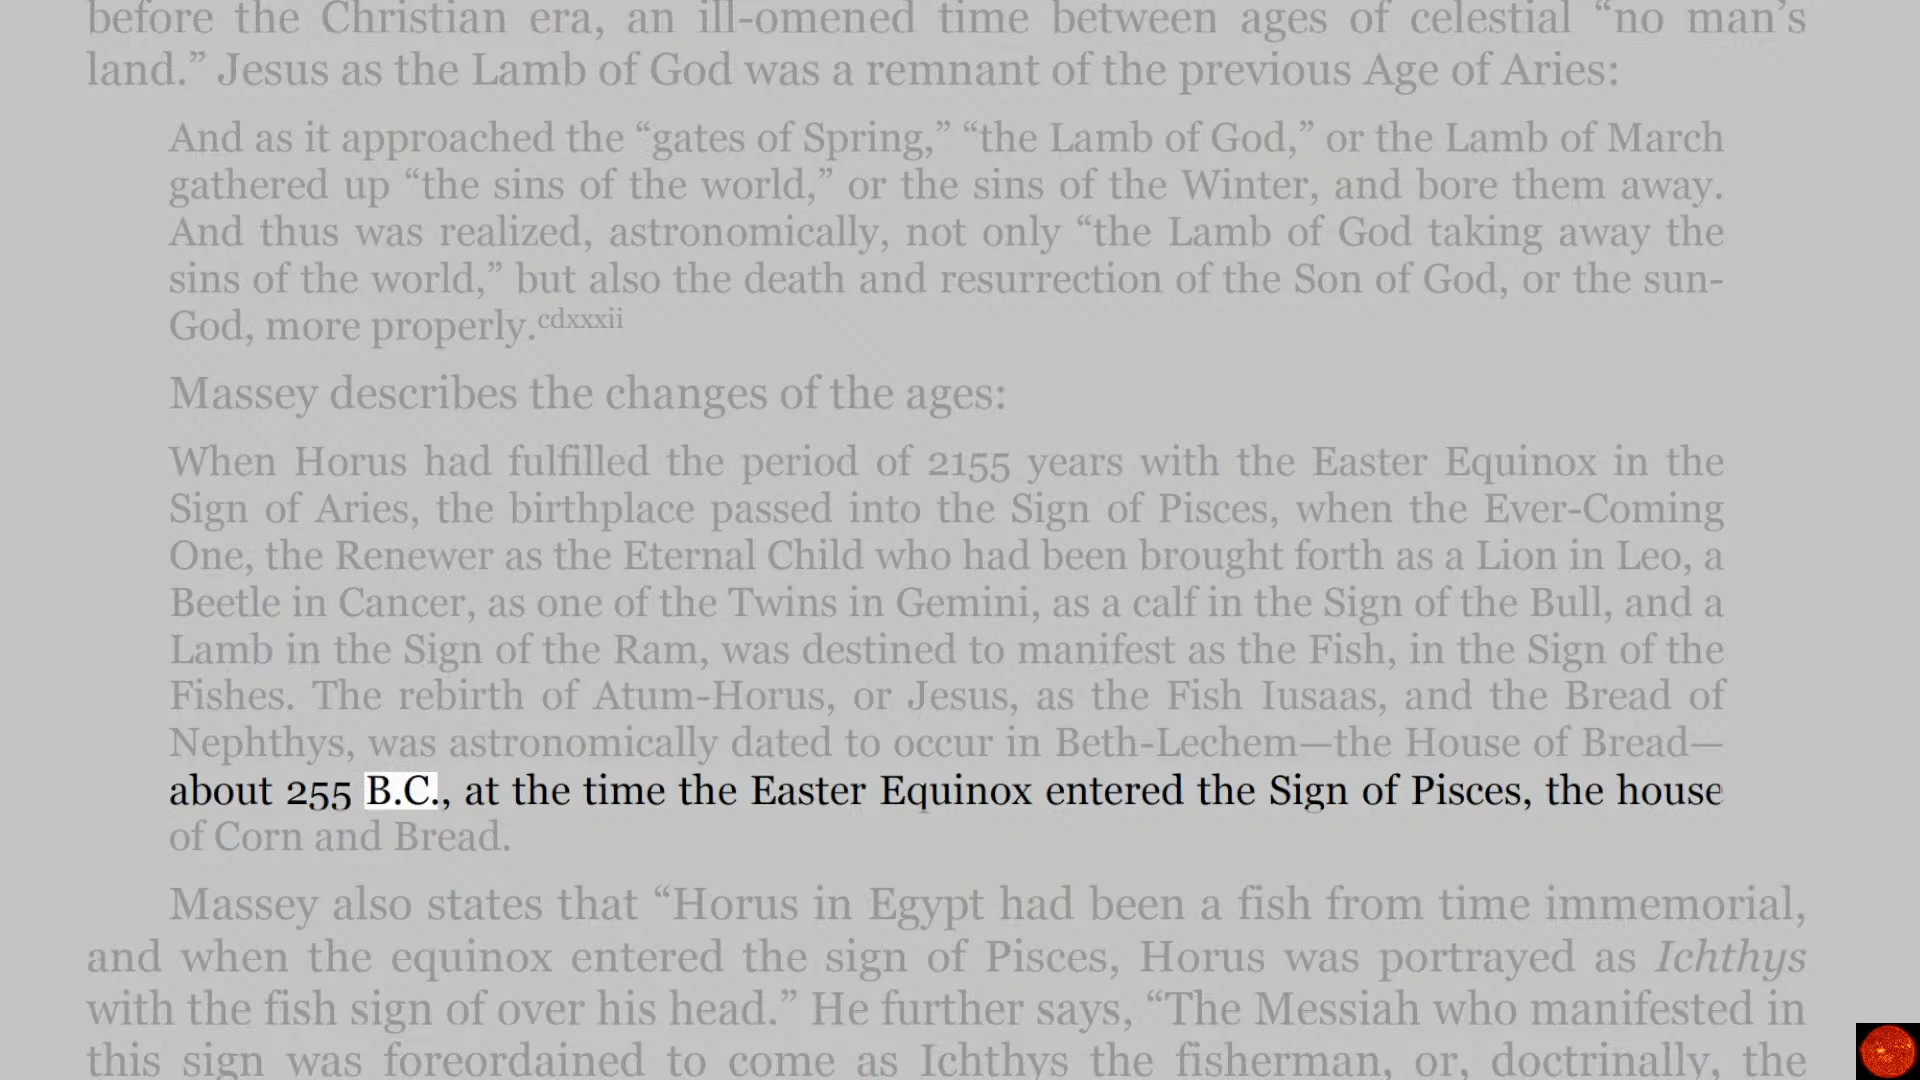 before the Christian era, an ill-omened time between ages of celestial “no man’s
land.” Jesus as the Lamb of God was a remnant of the previous Age of Aries:
And as it approached the “gates of Spring,” “the Lamb of God,” or the Lamb of March
gathered up “the sins of the world,” or the sins of the Winter, and bore them away.
And thus was realized, astronomically, not only “the Lamb of God taking away the
sins of the world,” but also the death and resurrection of the Son of God, or the sun-
God, more properly.cdxxxii
Massey describes the changes of the ages:
When Horus had fulfilled the period of 2155 years with the Easter Equinox in the
Sign of Aries, the birthplace passed into the Sign of Pisces, when the Ever-Coming
One, the Renewer as the Eternal Child who had been brought forth as a Lion in Leo, a
Beetle in Cancer, as one of the Twins in Gemini, as a calf in the Sign of the Bull, and a
Lamb in the Sign of the Ram, was destined to manifest as the Fish, in the Sign of the
Fishes. The rebirth of Atum-Horus, or Jesus, as the Fish Iusaas, and the Bread of
Nephthys, was astronomically dated to occur in Beth-Lechem—the House of Bread—
about 255 B.C., at the time the Easter Equinox entered the Sign of Pisces, the house
of Corn and Bread.
Massey also states that “Horus in Egypt had been a fish from time immemorial,
and when the equinox entered the sign of Pisces, Horus was portrayed as Ichthys
with the fish sign of over his head.” He further says, “The Messiah who manifested in
this sign was foreordained to come as Ichthys the fisherman, or, doctrinally, the